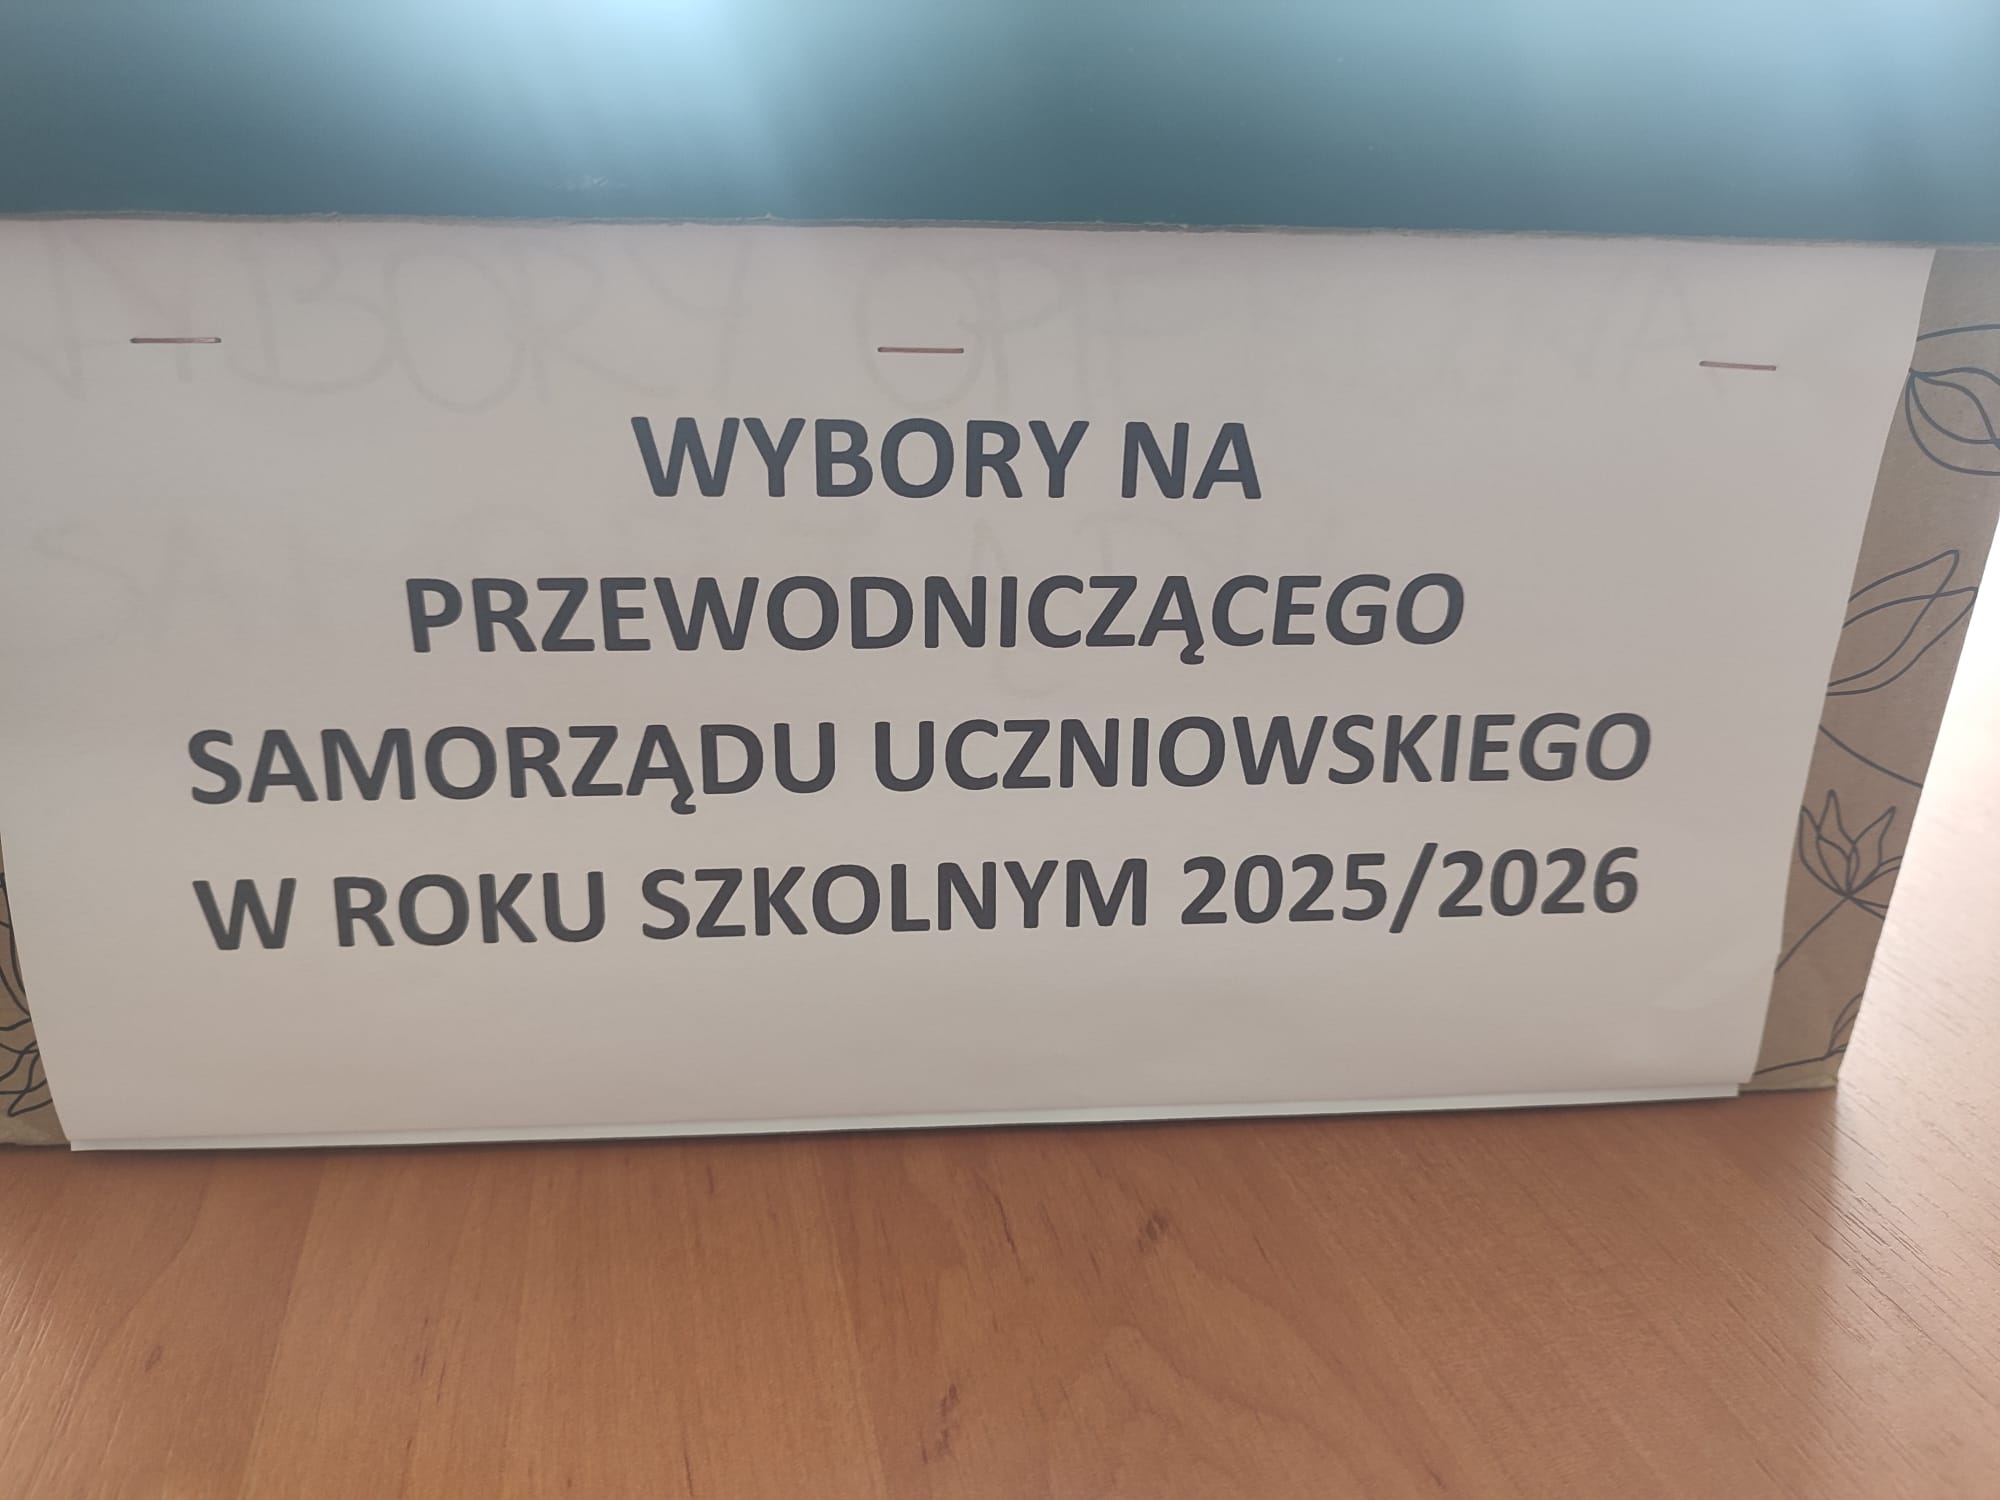 WYBORY NA
PRZEWODNICZĄCEGO
SAMORZĄDU UCZNIOWSKIEGO
W ROKU SZKOLNYM 2025/2026